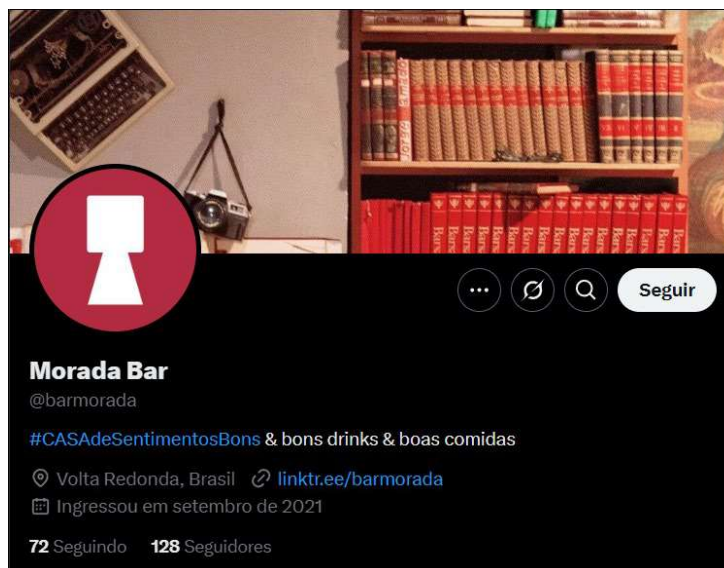 Morada Bar
@barmorada
#CASAdeSentimentosBons & bons drinks & boas comidas
Volta Redonda, Brasil linktr.ee/barmorada
Ingressou em setembro de 2021
72 Seguindo 128 Seguidores
Seguir